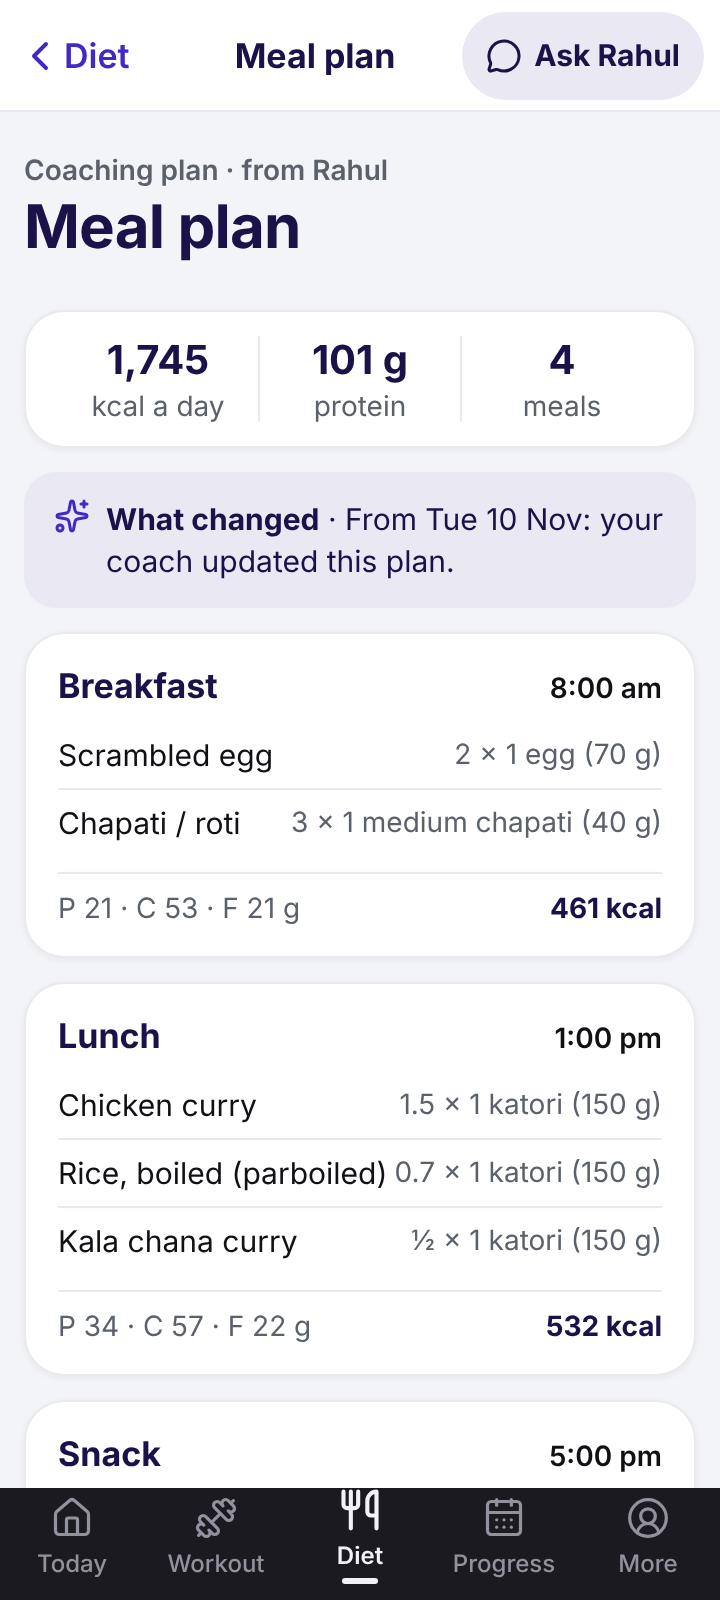 Diet
Meal plan
Ask Rahul
Coaching plan · from Rahul
Meal plan
1,745
kcal a day
101 g
protein
4
meals
What changed · From Tue 10 Nov: your
coach updated this plan.
Breakfast 8:00 am
Scrambled egg 2 × 1 egg (70 g)
Chapati / roti 3 × 1 medium chapati (40 g)
P 21 · C 53 · F 21 g 461 kcal
Lunch 1:00 pm
Chicken curry 1.5 × 1 katori (150 g)
Rice, boiled (parboiled) 0.7 × 1 katori (150 g)
Kala chana curry ½ × 1 katori (150 g)
P 34 · C 57 · F 22 g 532 kcal
Snack 5:00 pm
Today
Workout
Diet
Progress
More